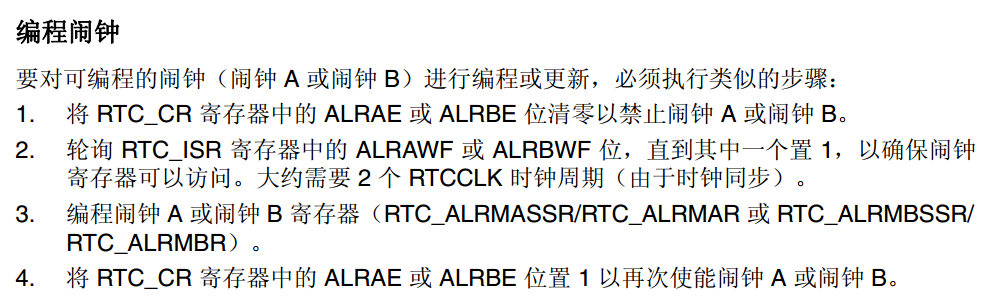 编程闹钟
要对可编程的闹钟（闹钟 A 或闹钟 B）进行编程或更新，必须执行类似的步骤：
1. 将 RTC_CR 寄存器中的 ALRAE 或 ALRBE 位清零以禁止闹钟 A 或闹钟 B。
2. 轮询 RTC_ISR 寄存器中的 ALRAWF 或 ALRBWF 位，直到其中一个置 1，以确保闹钟
寄存器可以访问。大约需要 2 个 RTCCLK 时钟周期（由于时钟同步）。
3. 编程闹钟 A 或闹钟 B 寄存器（RTC_ALRMASSR/RTC_ALRMAR 或 RTC_ALRMBSSR/
RTC_ALRMBR）。
4. 将 RTC_CR 寄存器中的 ALRAE 或 ALRBE 位置 1 以再次使能闹钟 A 或闹钟 B。